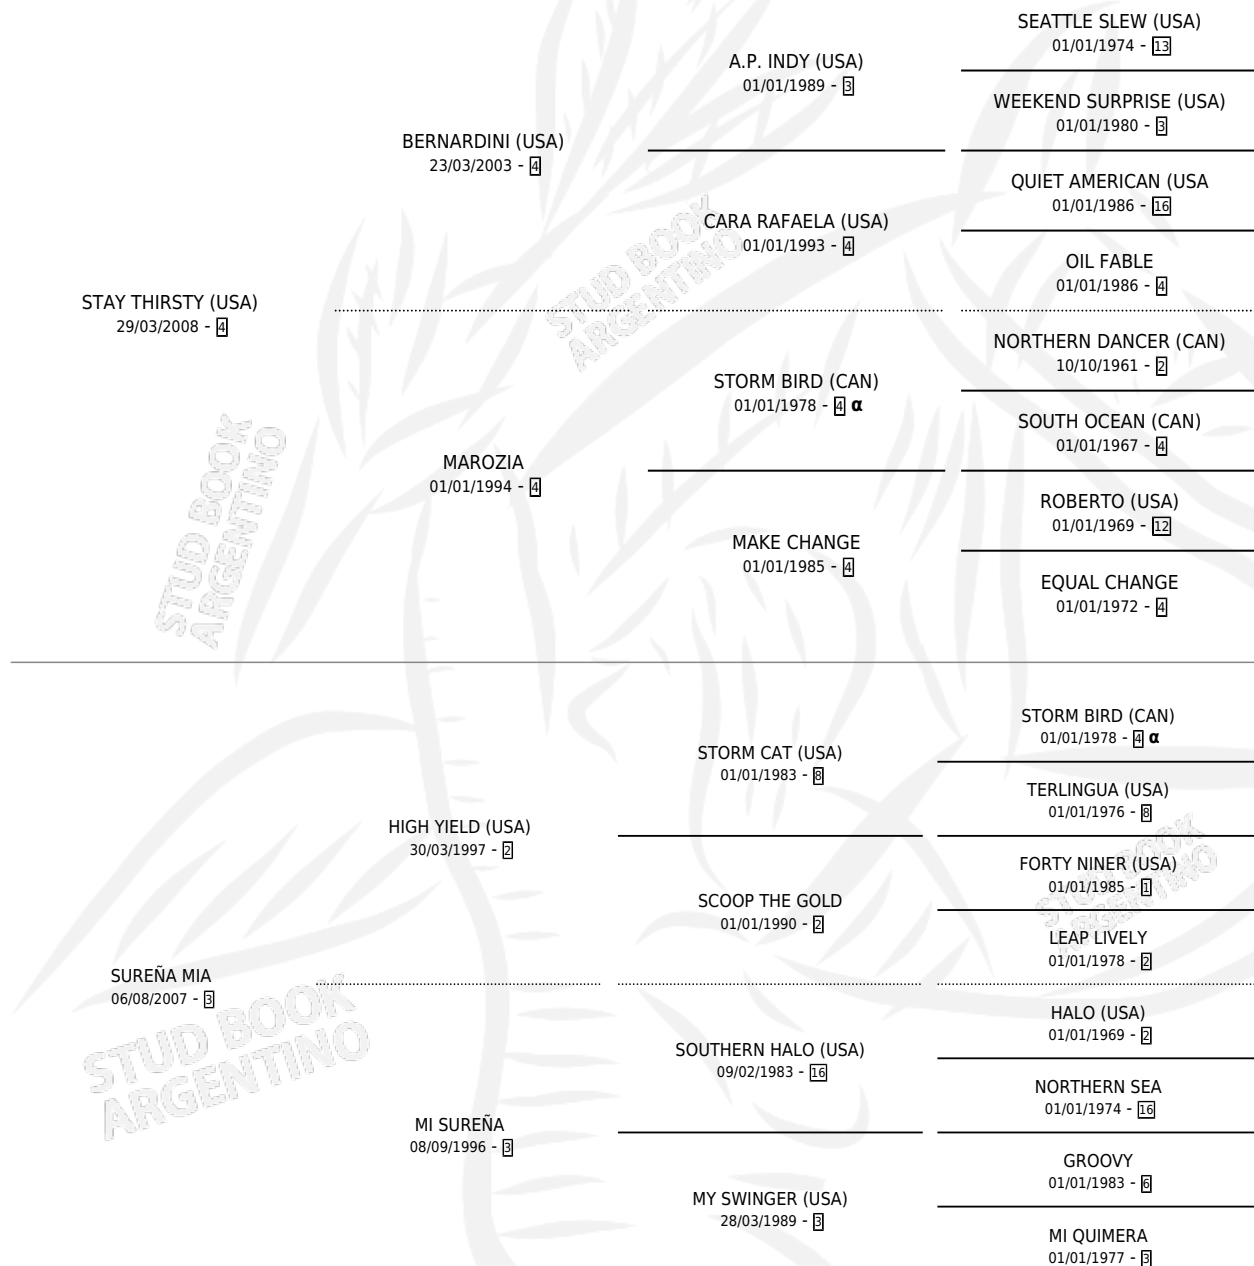 SEATTLE SLEW (USA)
01/01/1974 - 13
A.P. INDY (USA)
01/01/1989 - 3
WEEKEND SURPRISE (USA)
01/01/1980 - 3
BERNARDINI (USA)
23/03/2003 - 4
QUIET AMERICAN (USA
01/01/1986 - 16
CARA RAFAELA (USA)
01/01/1993 - 4
OIL FABLE
01/01/1986 - 4
STAY THIRSTY (USA)
29/03/2008 - 4
NORTHERN DANCER (CAN)
10/10/1961 - 2
STORM BIRD (CAN)
01/01/1978 - 4 α
SOUTH OCEAN (CAN)
01/01/1967 - 4
MAROZIA
01/01/1994 - 4
ROBERTO (USA)
01/01/1969 - 12
MAKE CHANGE
01/01/1985 - 4
EQUAL CHANGE
01/01/1972 - 4
STORM BIRD (CAN)
01/01/1978 - 4 α
STORM CAT (USA)
01/01/1983 - 8
TERLINGUA (USA)
01/01/1976 - 8
HIGH YIELD (USA)
30/03/1997 - 2
FORTY NINER (USA)
01/01/1985 - 1
SCOOP THE GOLD
01/01/1990 - 2
LEAP LIVELY
01/01/1978 - 2
SUREÑA MIA
06/08/2007 - 3
HALO (USA)
01/01/1969 - 2
SOUTHERN HALO (USA)
09/02/1983 - 16
NORTHERN SEA
01/01/1974 - 16
MI SUREÑA
08/09/1996 - 3
GROOVY
01/01/1983 - 6
MY SWINGER (USA)
28/03/1989 - 3
MI QUIMERA
01/01/1977 - 3
STUD BOOK
ARGENTINO
STUD BOOK
ARGENTINO
STUD BOOK
ARGENTINO
STUD BOOK
ARGENTINO